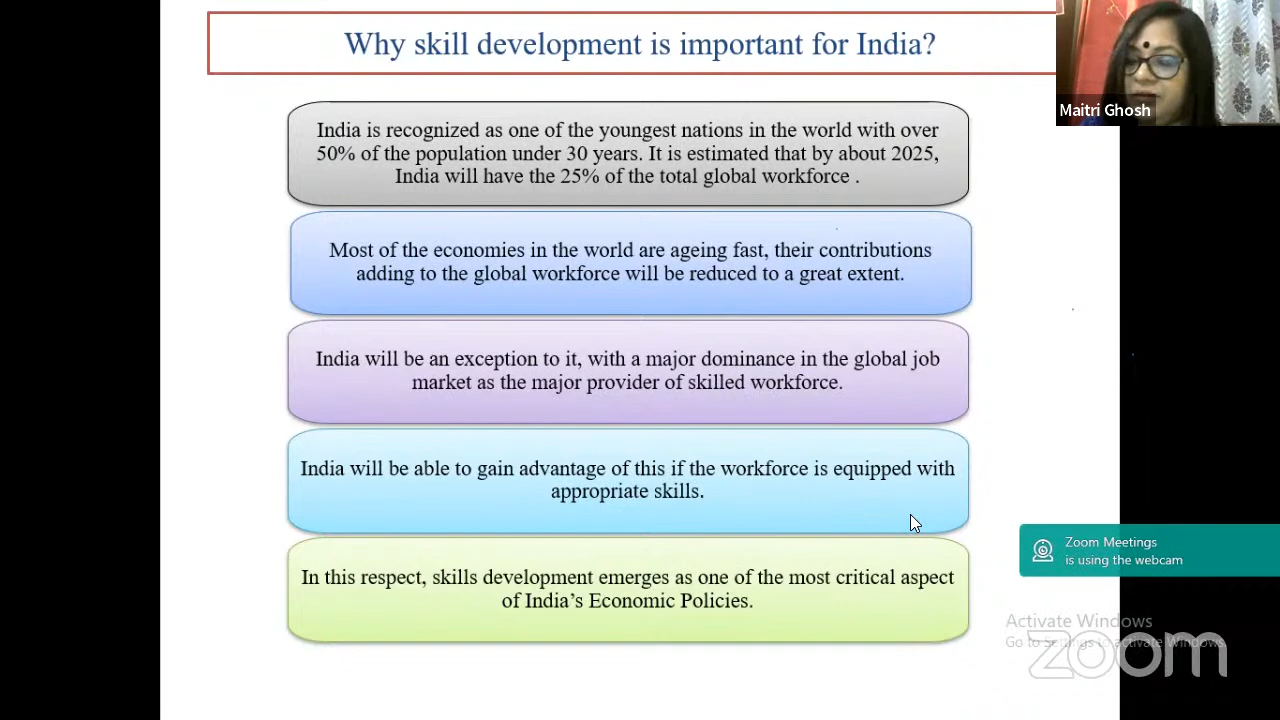 Why skill development is important for India?
Maitri Ghosh
India is recognized as one of the youngest nations in the world with over
50% of the population under 30 years. It is estimated that by about 2025,
India will have the 25% of the total global workforce .
Most of the economies in the world are ageing fast, their contributions
adding to the global workforce will be reduced to a great extent.
India will be an exception to it, with a major dominance in the global job
market as the major provider of skilled workforce.
India will be able to gain advantage of this if the workforce is equipped with
appropriate skills.
In this respect, skills development emerges as one of the most critical aspect
of India’s Economic Policies.
Zoom Meetings
is using the webcam
Activate Windows
Go to Settings to activate Windows.
zoom